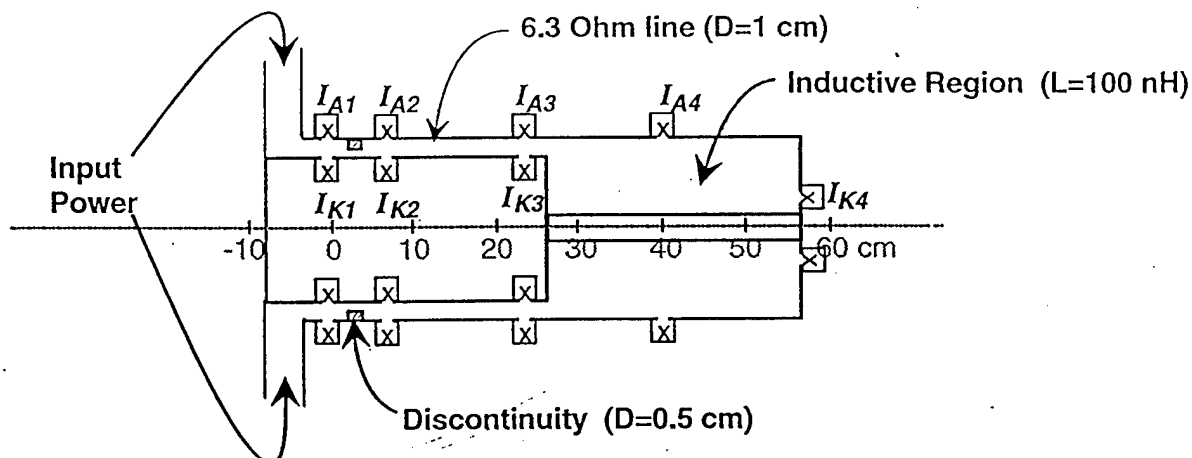 6.3 Ohm line (D=1 cm)
Inductive Region (L=100 nH)
I_A1 I_A2 I_A3 I_A4
Input
Power
I_K1 I_K2 I_K3 I_K4
-10 0 10 20 30 40 50 60 cm
Discontinuity (D=0.5 cm)